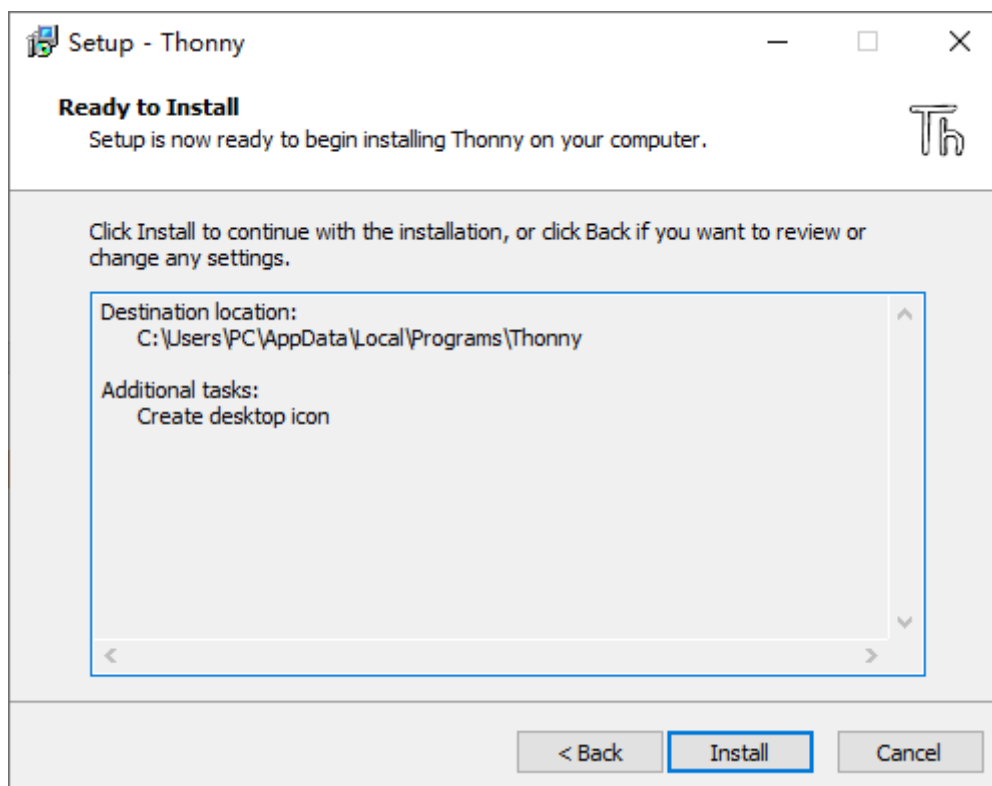 Setup - Thonny
Ready to Install
Setup is now ready to begin installing Thonny on your computer.
Th
Click Install to continue with the installation, or click Back if you want to review or
change any settings.
Destination location:
C:\Users\PC\AppData\Local\Programs\Thonny
Additional tasks:
Create desktop icon
< Back
Install
Cancel